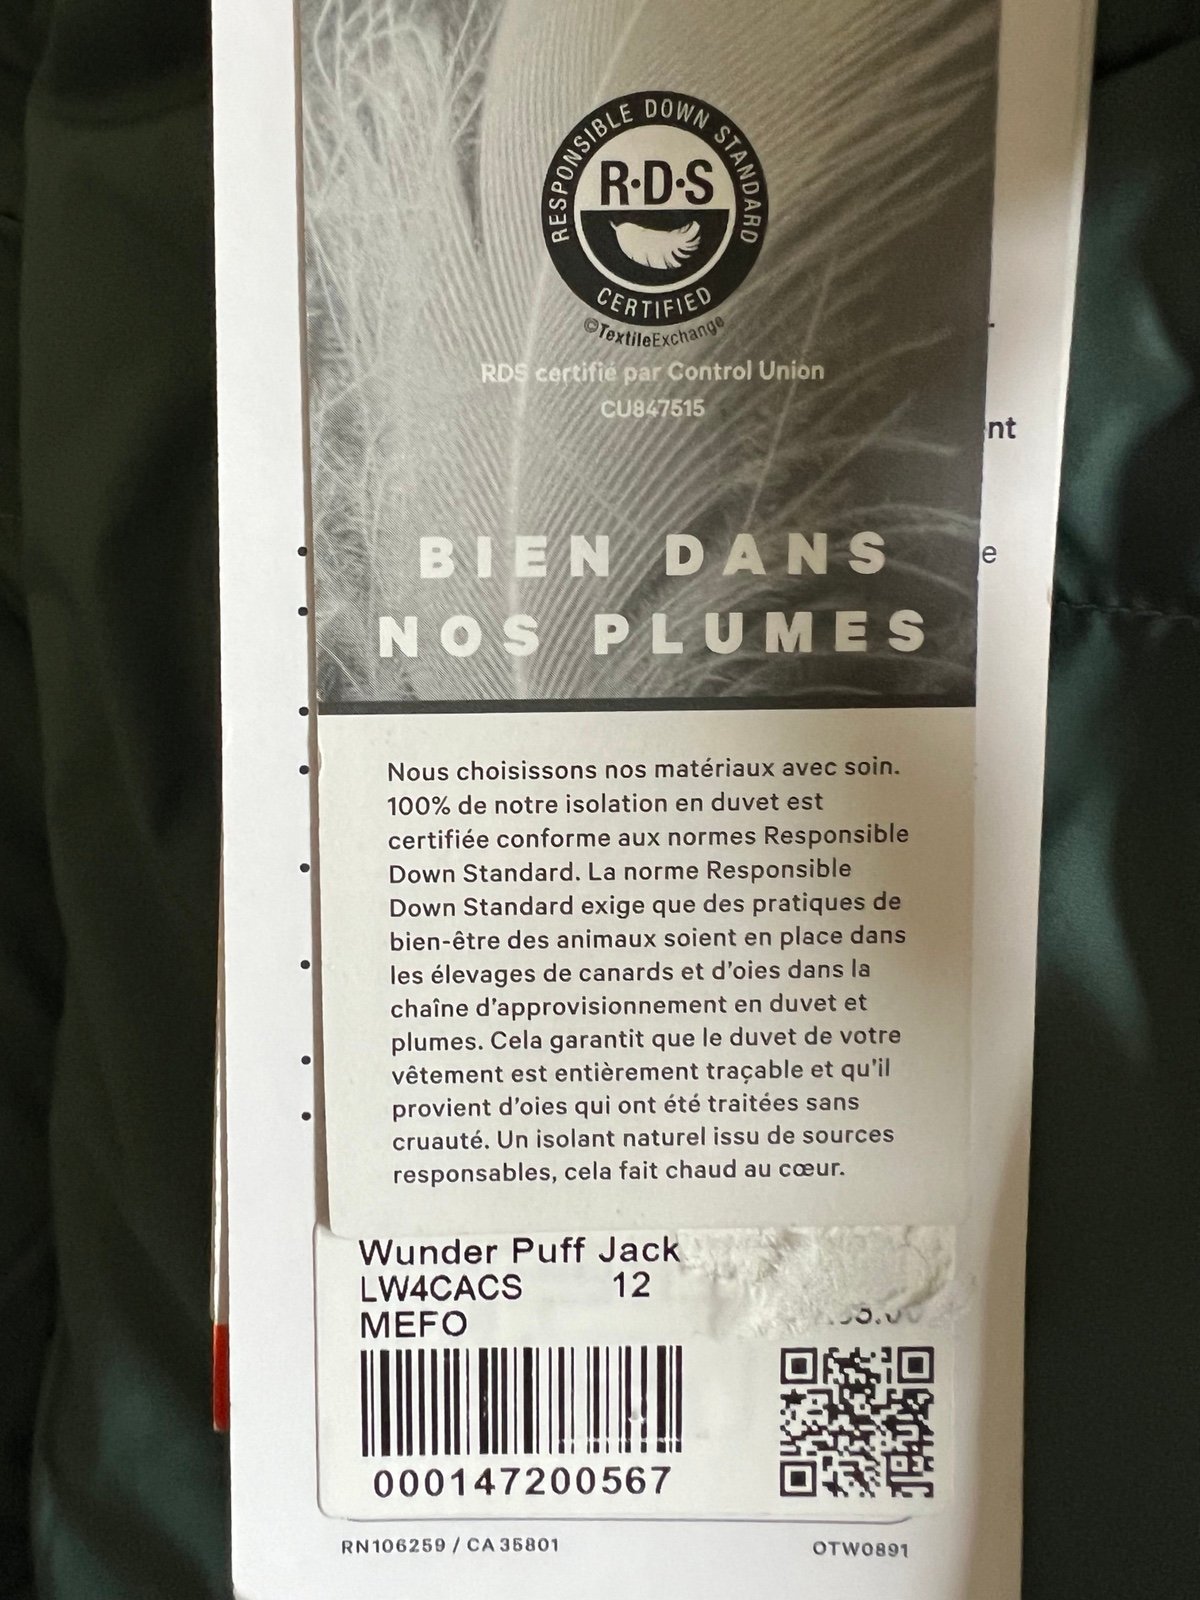 RESPONSIBLE DOWN STANDARD
R·D·S
CERTIFIED
©TextileExchange
RDS certifié par Control Union
CU847515
nt
e
BIEN DANS
NOS PLUMES
Nous choisissons nos matériaux avec soin.
100% de notre isolation en duvet est
certifiée conforme aux normes Responsible
Down Standard. La norme Responsible
Down Standard exige que des pratiques de
bien-être des animaux soient en place dans
les élevages de canards et d'oies dans la
chaîne d'approvisionnement en duvet et
plumes. Cela garantit que le duvet de votre
vêtement est entièrement traçable et qu'il
provient d'oies qui ont été traitées sans
cruauté. Un isolant naturel issu de sources
responsables, cela fait chaud au cœur.
Wunder Puff Jack
LW4CACS 12
MEFO
000147200567
RN106259 / CA 35801 OTW0891